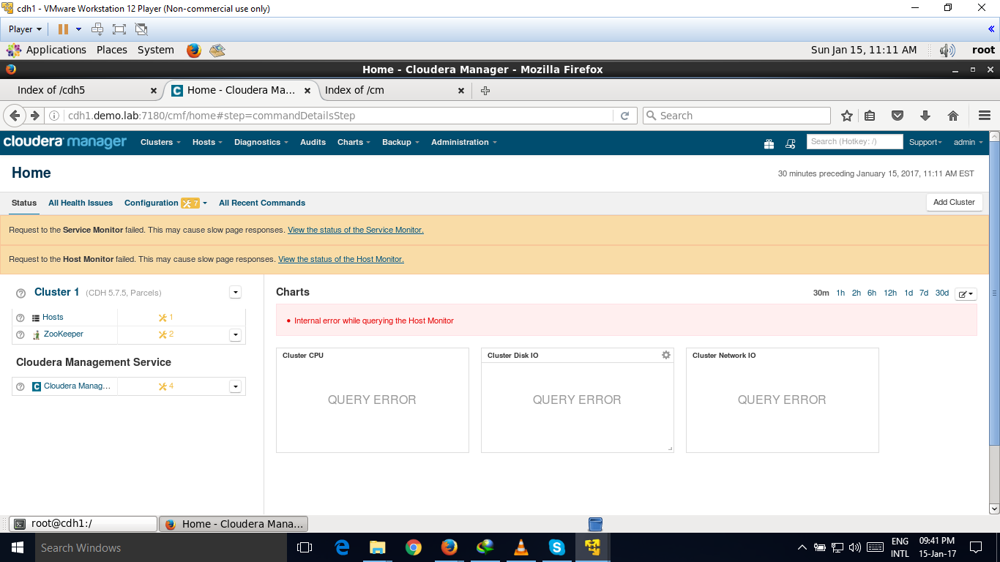 cdh1 - VMware Workstation 12 Player (Non-commercial use only)
Player
Applications Places System Sun Jan 15, 11:11 AM root
Home - Cloudera Manager - Mozilla Firefox
Index of /cdh5 Home - Cloudera Ma... Index of /cm
cdh1.demo.lab:7180/cmf/home#step=commandDetailsStep Search
cloudera manager Clusters Hosts Diagnostics Audits Charts Backup Administration Search (Hotkey: /) Support admin
Home 30 minutes preceding January 15, 2017, 11:11 AM EST
Status All Health Issues Configuration 7 All Recent Commands Add Cluster
Request to the Service Monitor failed. This may cause slow page responses. View the status of the Service Monitor.
Request to the Host Monitor failed. This may cause slow page responses. View the status of the Host Monitor.
Cluster 1 (CDH 5.7.5, Parcels)
Hosts 1
ZooKeeper 2
Cloudera Management Service
Cloudera Manag... 4
Charts 30m 1h 2h 6h 12h 1d 7d 30d
Internal error while querying the Host Monitor
Cluster CPU Cluster Disk IO Cluster Network IO
QUERY ERROR QUERY ERROR QUERY ERROR
root@cdh1:/ Home - Cloudera Mana...
Search Windows ENG 09:41 PM
INTL 15-Jan-17